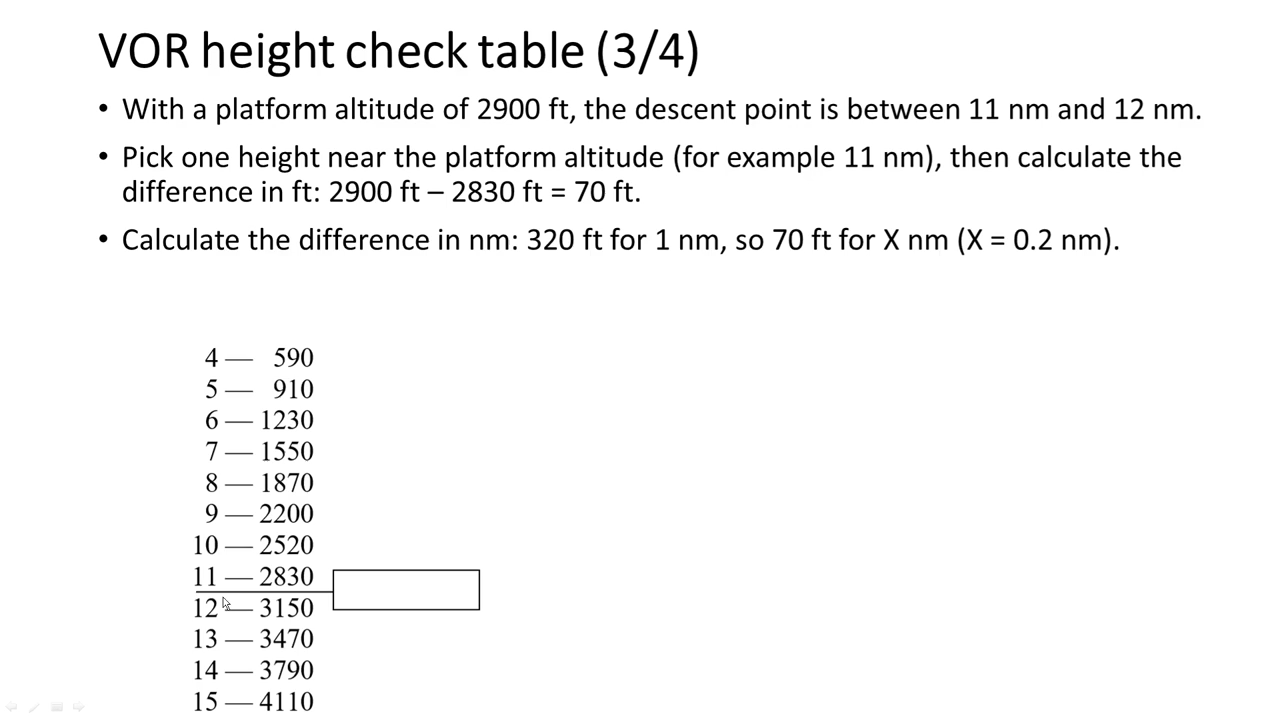 VOR height check table (3/4)
• With a platform altitude of 2900 ft, the descent point is between 11 nm and 12 nm.
• Pick one height near the platform altitude (for example 11 nm), then calculate the
difference in ft: 2900 ft – 2830 ft = 70 ft.
• Calculate the difference in nm: 320 ft for 1 nm, so 70 ft for X nm (X = 0.2 nm).
4 — 590
5 — 910
6 — 1230
7 — 1550
8 — 1870
9 — 2200
10 — 2520
11 — 2830
12 — 3150
13 — 3470
14 — 3790
15 — 4110